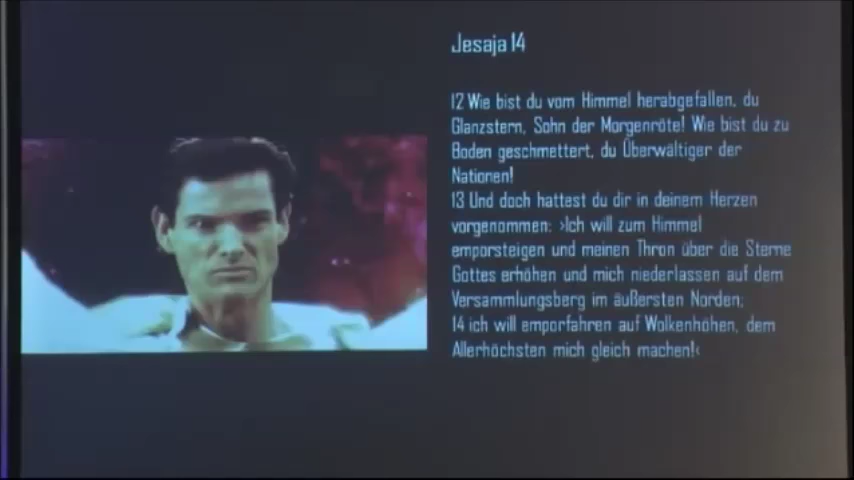 Jesaja 14
12 Wie bist du vom Himmel herabgefallen, du
Glanzstern, Sohn der Morgenröte! Wie bist du zu
Boden geschmettert, du Überwältiger der
Nationen!
13 Und doch hattest du dir in deinem Herzen
vorgenommen: ›Ich will zum Himmel
emporsteigen und meinen Thron über die Sterne
Gottes erhöhen und mich niederlassen auf dem
Versammlungsberg im äußersten Norden;
14 ich will emporfahren auf Wolkenhöhen, dem
Allerhöchsten mich gleich machen!‹